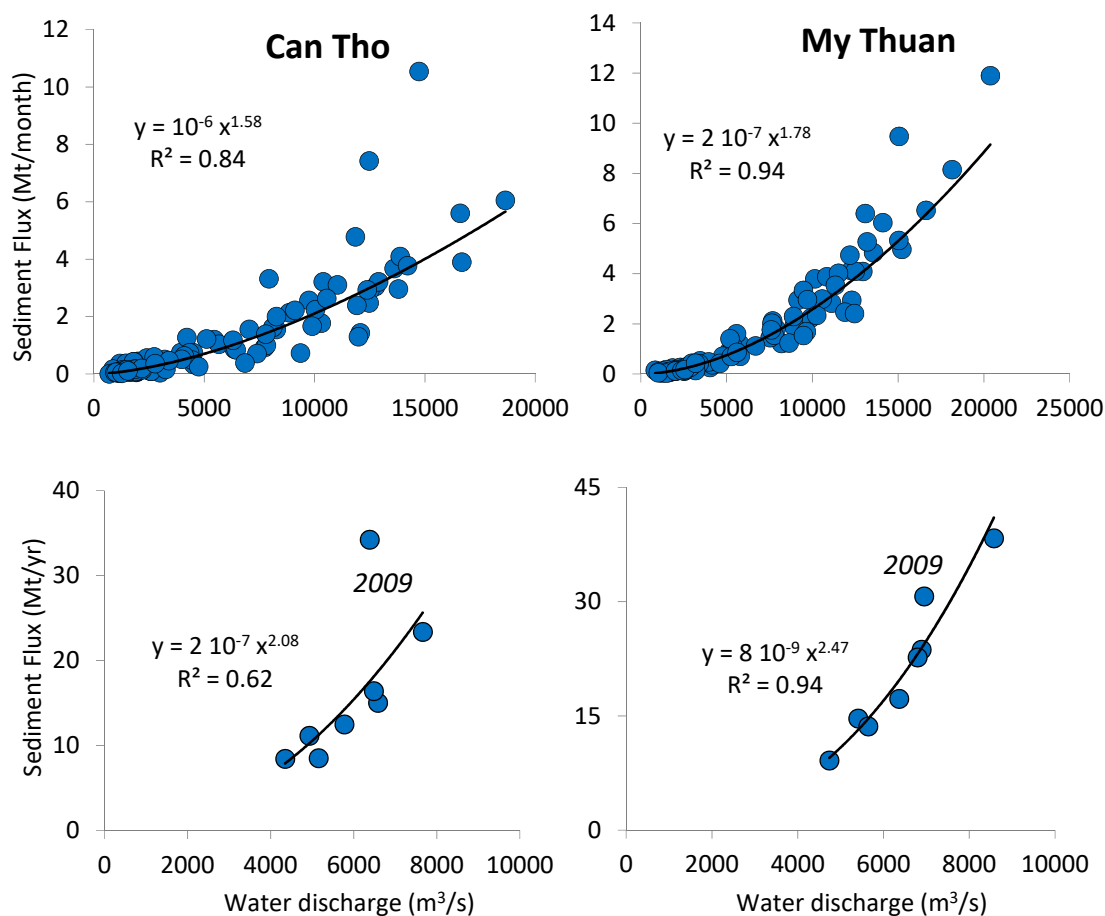 Can Tho
My Thuan
Sediment Flux (Mt/month)
12
10
8
6
4
2
0
y = 10⁻⁶ x¹·⁵⁸
R² = 0.84
0 5000 10000 15000 20000
14
12
10
8
6
4
2
0
y = 2 10⁻⁷ x¹·⁷⁸
R² = 0.94
0 5000 10000 15000 20000 25000
Sediment Flux (Mt/yr)
40
30
20
10
0
2009
y = 2 10⁻⁷ x²·⁰⁸
R² = 0.62
0 2000 4000 6000 8000 10000
Water discharge (m³/s)
45
30
15
0
2009
y = 8 10⁻⁹ x²·⁴⁷
R² = 0.94
0 2000 4000 6000 8000 10000
Water discharge (m³/s)